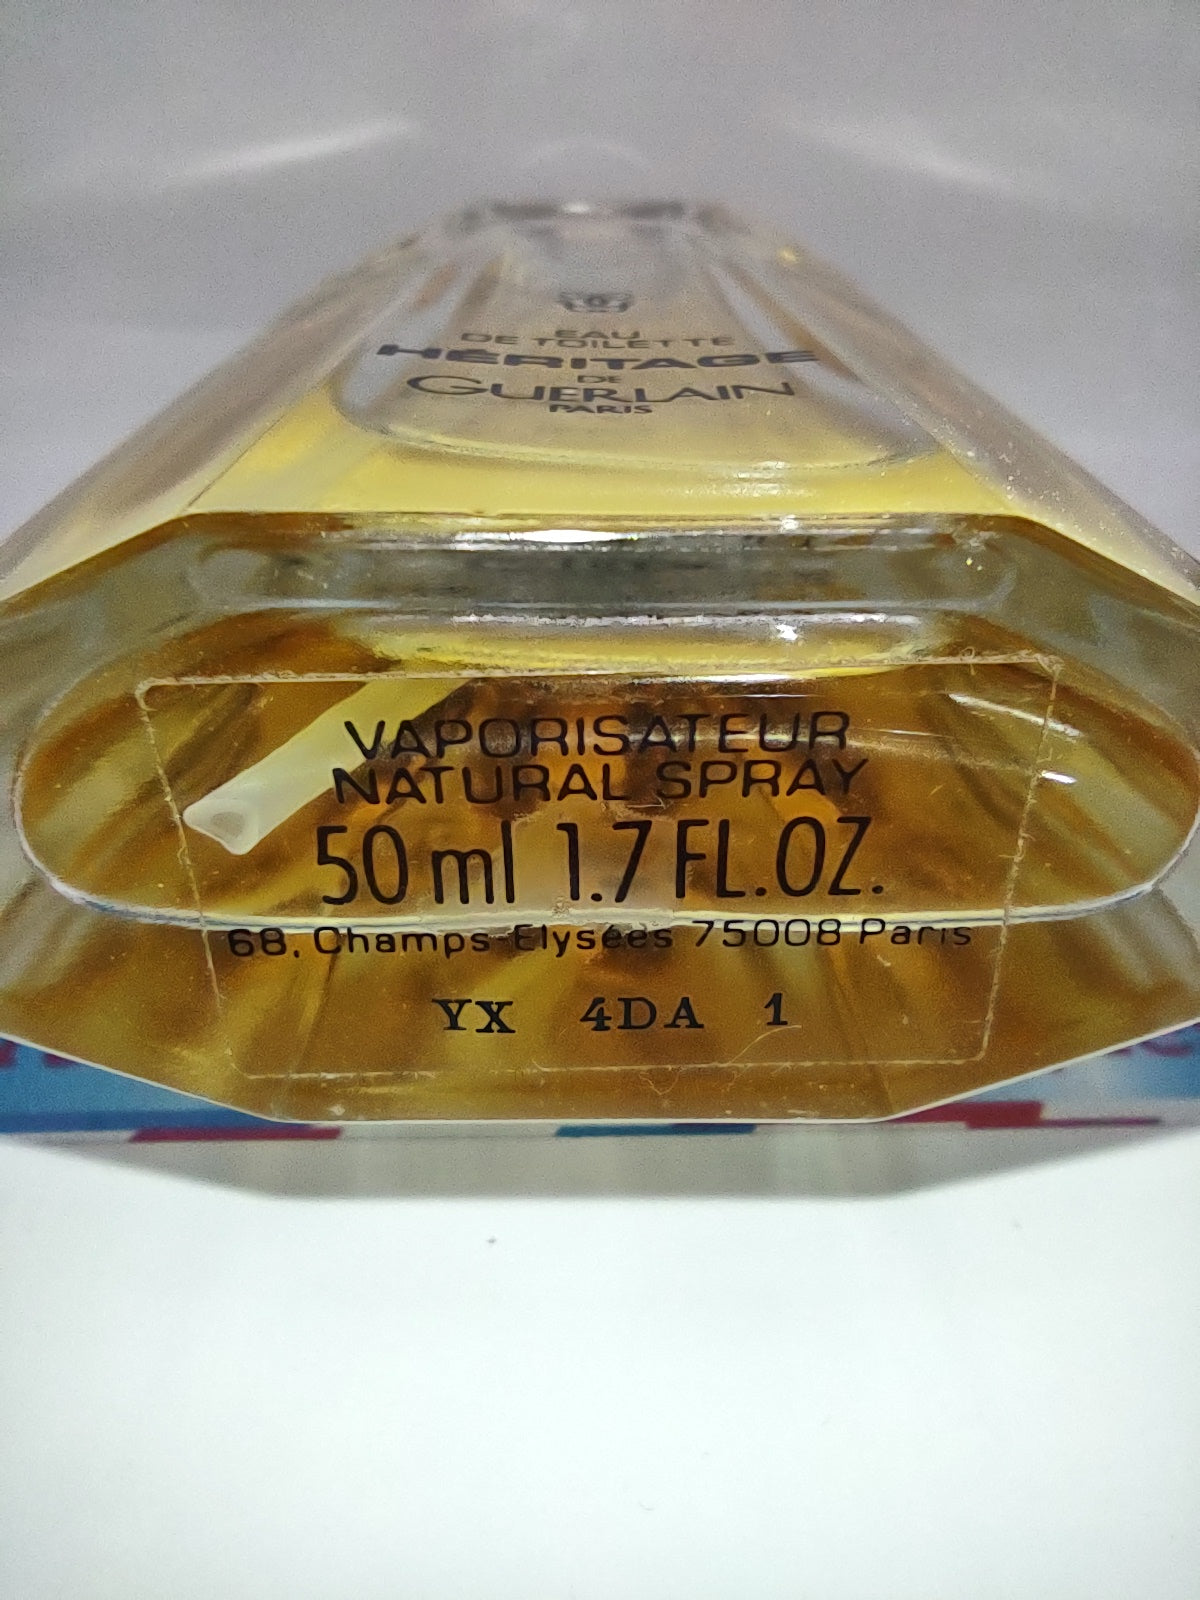 EAU
DE TOILETTE
HÉRITAGE
DE
GUERLAIN
PARIS
VAPORISATEUR
NATURAL SPRAY
50 ml 1.7 FL.OZ.
68, Champs-Elysées 75008 Paris
YX 4DA 1